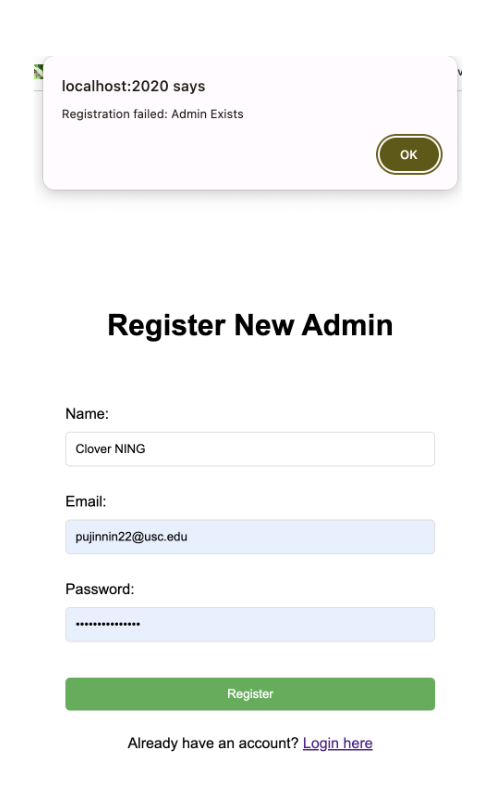 localhost:2020 says
Registration failed: Admin Exists
OK
Register New Admin
Name:
Clover NING
Email:
pujinnin22@usc.edu
Password:
•••••••••••••••
Register
Already have an account? Login here